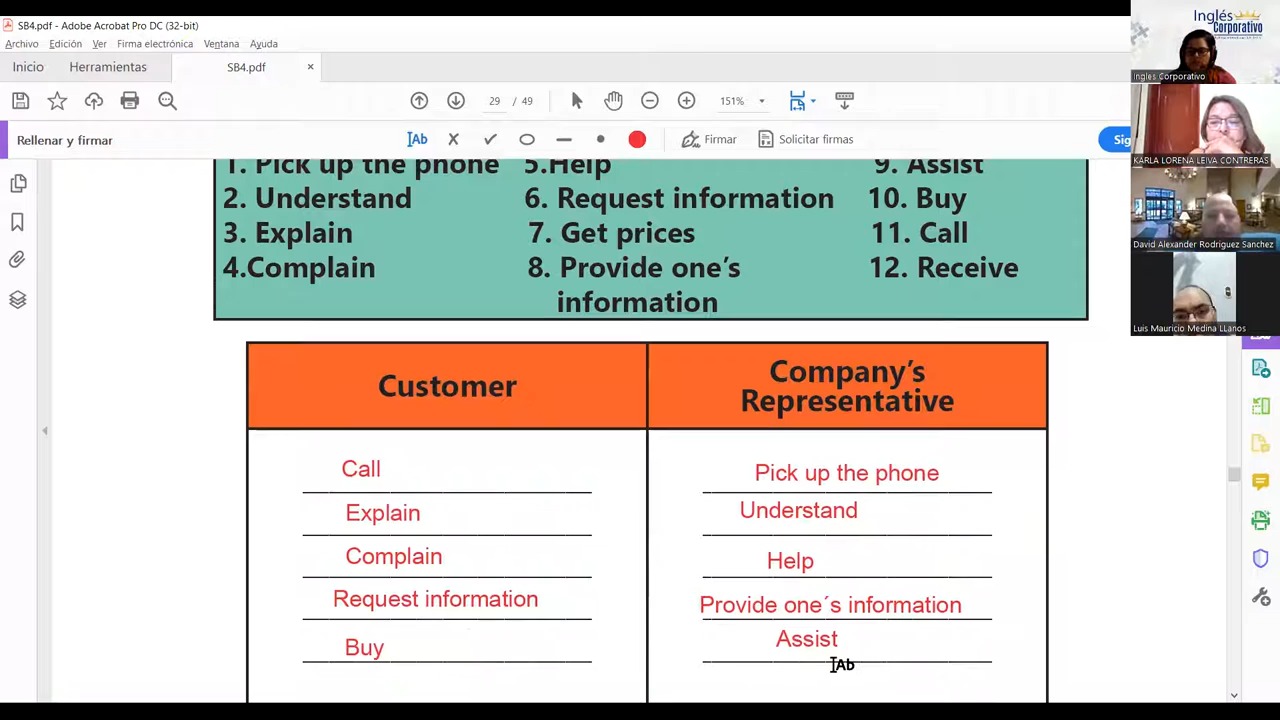 SB4.pdf - Adobe Acrobat Pro DC (32-bit)
Archivo Edición Ver Firma electrónica Ventana Ayuda
Inicio Herramientas SB4.pdf ×
29 / 49 151%
Rellenar y firmar Ab Firmar Solicitar firmas Sig
1. Pick up the phone 5.Help 9. Assist
2. Understand 6. Request information 10. Buy
3. Explain 7. Get prices 11. Call
4.Complain 8. Provide one's 12. Receive
information
Customer Company's
Representative
Call Pick up the phone
Explain Understand
Complain Help
Request information Provide one´s information
Buy Assist
Ab
Inglés
Corporativo
Ingles Corporativo
KARLA LORENA LEIVA CONTRERAS
David Alexander Rodriguez Sanchez
Luis Mauricio Medina LLanos